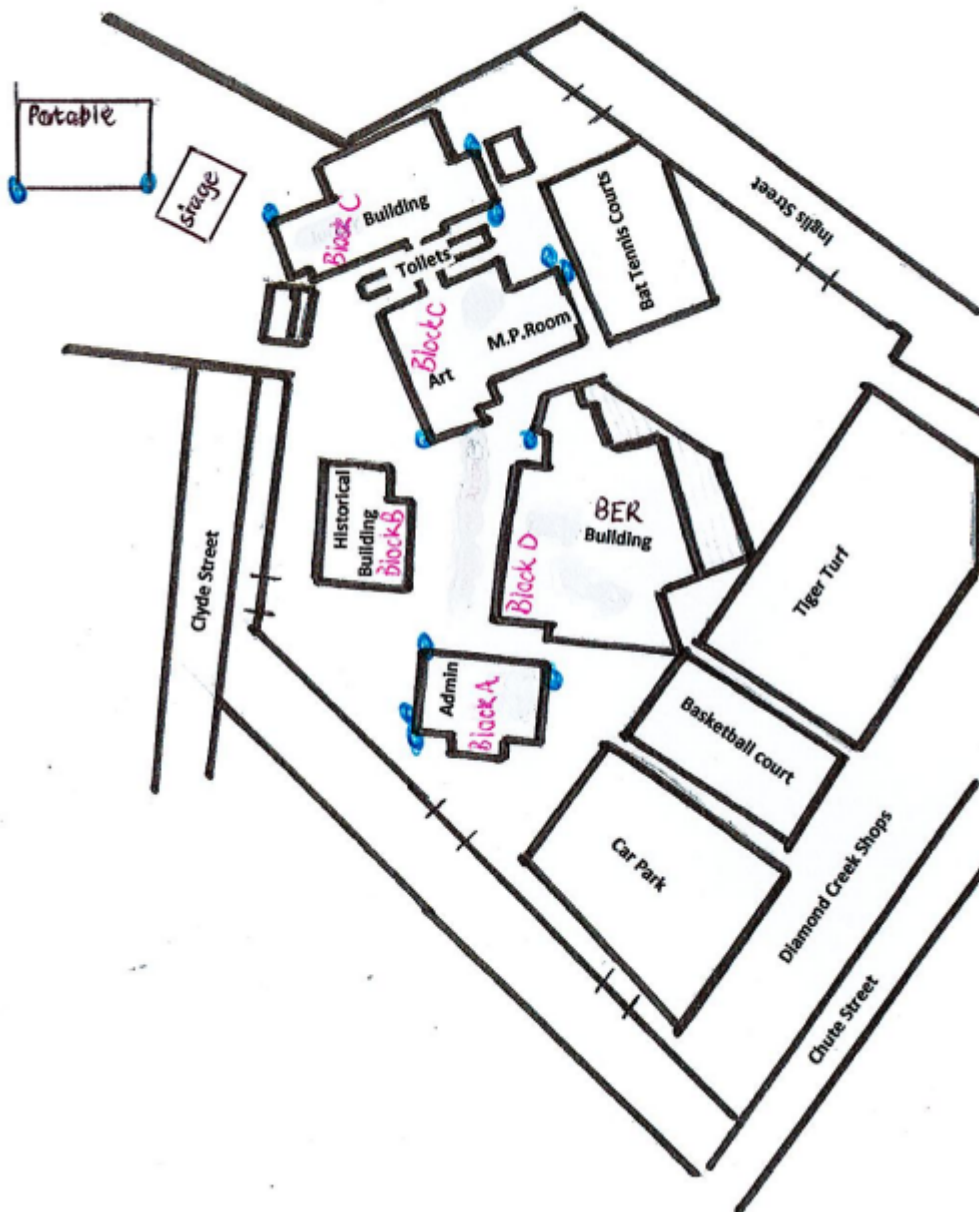 Portable
stage
Block C
Building
Toilets
Bat Tennis Courts
Inglis Street
Block C
Art
M.P.Room
Historical
Building
Block B
Clyde Street
BER
Building
Block D
Tiger Turf
Admin
Block A
Basketball court
Car Park
Diamond Creek Shops
Chute Street